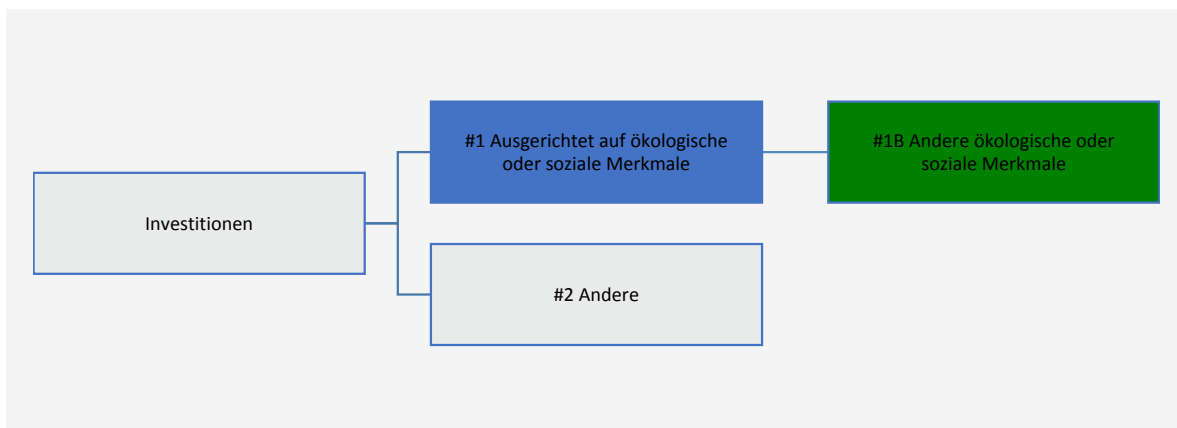 #1 Ausgerichtet auf ökologische
oder soziale Merkmale
#1B Andere ökologische oder
soziale Merkmale
Investitionen
#2 Andere